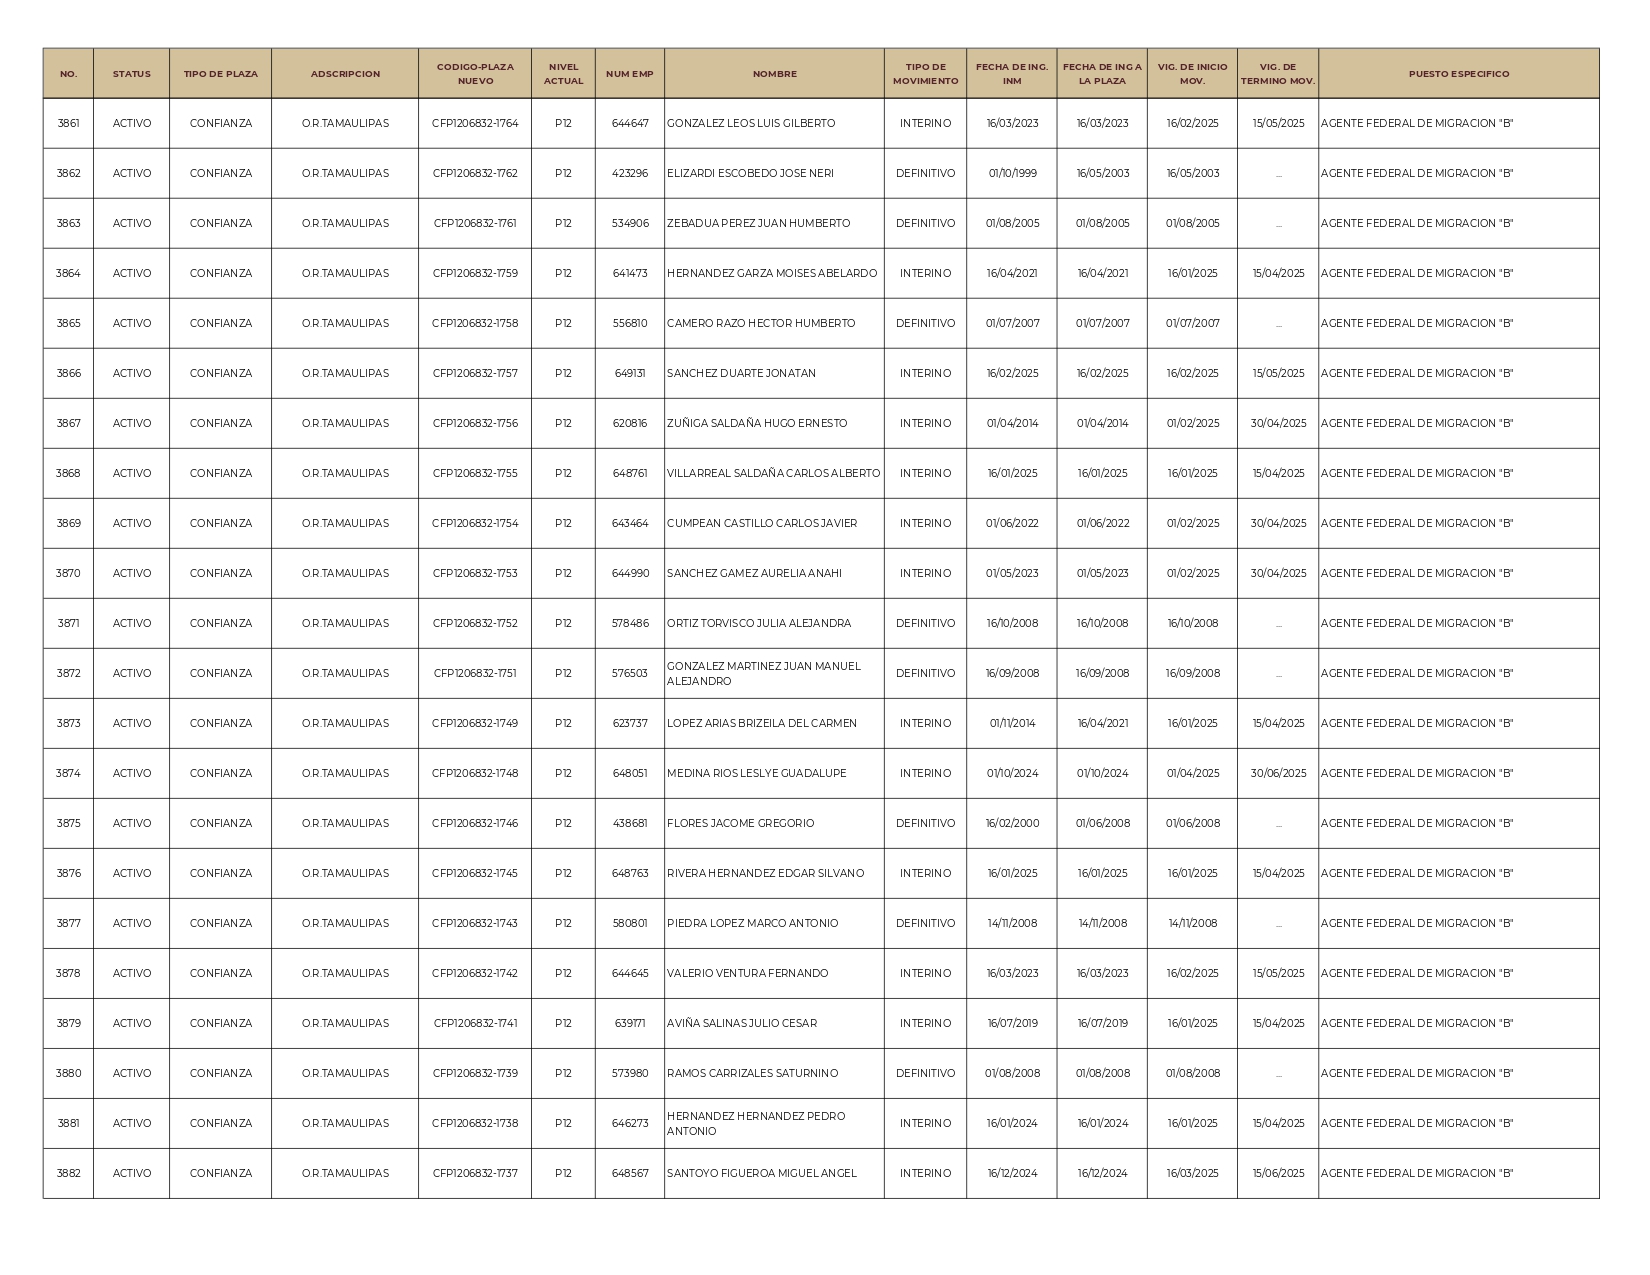 NO. STATUS TIPO DE PLAZA ADSCRIPCION CODIGO-PLAZA NUEVO NIVEL ACTUAL NUM EMP NOMBRE TIPO DE MOVIMIENTO FECHA DE ING. INM FECHA DE ING A LA PLAZA VIG. DE INICIO MOV. VIG. DE TERMINO MOV. PUESTO ESPECIFICO
3861 ACTIVO CONFIANZA O.R.TAMAULIPAS CFP1206832-1764 P12 644647 GONZALEZ LEOS LUIS GILBERTO INTERINO 16/03/2023 16/03/2023 16/02/2025 15/05/2025 AGENTE FEDERAL DE MIGRACION "B"
3862 ACTIVO CONFIANZA O.R.TAMAULIPAS CFP1206832-1762 P12 423296 ELIZARDI ESCOBEDO JOSE NERI DEFINITIVO 01/10/1999 16/05/2003 16/05/2003 ... AGENTE FEDERAL DE MIGRACION "B"
3863 ACTIVO CONFIANZA O.R.TAMAULIPAS CFP1206832-1761 P12 534906 ZEBADUA PEREZ JUAN HUMBERTO DEFINITIVO 01/08/2005 01/08/2005 01/08/2005 ... AGENTE FEDERAL DE MIGRACION "B"
3864 ACTIVO CONFIANZA O.R.TAMAULIPAS CFP1206832-1759 P12 641473 HERNANDEZ GARZA MOISES ABELARDO INTERINO 16/04/2021 16/04/2021 16/01/2025 15/04/2025 AGENTE FEDERAL DE MIGRACION "B"
3865 ACTIVO CONFIANZA O.R.TAMAULIPAS CFP1206832-1758 P12 556810 CAMERO RAZO HECTOR HUMBERTO DEFINITIVO 01/07/2007 01/07/2007 01/07/2007 ... AGENTE FEDERAL DE MIGRACION "B"
3866 ACTIVO CONFIANZA O.R.TAMAULIPAS CFP1206832-1757 P12 649131 SANCHEZ DUARTE JONATAN INTERINO 16/02/2025 16/02/2025 16/02/2025 15/05/2025 AGENTE FEDERAL DE MIGRACION "B"
3867 ACTIVO CONFIANZA O.R.TAMAULIPAS CFP1206832-1756 P12 620816 ZUÑIGA SALDAÑA HUGO ERNESTO INTERINO 01/04/2014 01/04/2014 01/02/2025 30/04/2025 AGENTE FEDERAL DE MIGRACION "B"
3868 ACTIVO CONFIANZA O.R.TAMAULIPAS CFP1206832-1755 P12 648761 VILLARREAL SALDAÑA CARLOS ALBERTO INTERINO 16/01/2025 16/01/2025 16/01/2025 15/04/2025 AGENTE FEDERAL DE MIGRACION "B"
3869 ACTIVO CONFIANZA O.R.TAMAULIPAS CFP1206832-1754 P12 643464 CUMPEAN CASTILLO CARLOS JAVIER INTERINO 01/06/2022 01/06/2022 01/02/2025 30/04/2025 AGENTE FEDERAL DE MIGRACION "B"
3870 ACTIVO CONFIANZA O.R.TAMAULIPAS CFP1206832-1753 P12 644990 SANCHEZ GAMEZ AURELIA ANAHI INTERINO 01/05/2023 01/05/2023 01/02/2025 30/04/2025 AGENTE FEDERAL DE MIGRACION "B"
3871 ACTIVO CONFIANZA O.R.TAMAULIPAS CFP1206832-1752 P12 578486 ORTIZ TORVISCO JULIA ALEJANDRA DEFINITIVO 16/10/2008 16/10/2008 16/10/2008 ... AGENTE FEDERAL DE MIGRACION "B"
3872 ACTIVO CONFIANZA O.R.TAMAULIPAS CFP1206832-1751 P12 576503 GONZALEZ MARTINEZ JUAN MANUEL ALEJANDRO DEFINITIVO 16/09/2008 16/09/2008 16/09/2008 ... AGENTE FEDERAL DE MIGRACION "B"
3873 ACTIVO CONFIANZA O.R.TAMAULIPAS CFP1206832-1749 P12 623737 LOPEZ ARIAS BRIZEILA DEL CARMEN INTERINO 01/11/2014 16/04/2021 16/01/2025 15/04/2025 AGENTE FEDERAL DE MIGRACION "B"
3874 ACTIVO CONFIANZA O.R.TAMAULIPAS CFP1206832-1748 P12 648051 MEDINA RIOS LESLYE GUADALUPE INTERINO 01/10/2024 01/10/2024 01/04/2025 30/06/2025 AGENTE FEDERAL DE MIGRACION "B"
3875 ACTIVO CONFIANZA O.R.TAMAULIPAS CFP1206832-1746 P12 438681 FLORES JACOME GREGORIO DEFINITIVO 16/02/2000 01/06/2008 01/06/2008 ... AGENTE FEDERAL DE MIGRACION "B"
3876 ACTIVO CONFIANZA O.R.TAMAULIPAS CFP1206832-1745 P12 648763 RIVERA HERNANDEZ EDGAR SILVANO INTERINO 16/01/2025 16/01/2025 16/01/2025 15/04/2025 AGENTE FEDERAL DE MIGRACION "B"
3877 ACTIVO CONFIANZA O.R.TAMAULIPAS CFP1206832-1743 P12 580801 PIEDRA LOPEZ MARCO ANTONIO DEFINITIVO 14/11/2008 14/11/2008 14/11/2008 ... AGENTE FEDERAL DE MIGRACION "B"
3878 ACTIVO CONFIANZA O.R.TAMAULIPAS CFP1206832-1742 P12 644645 VALERIO VENTURA FERNANDO INTERINO 16/03/2023 16/03/2023 16/02/2025 15/05/2025 AGENTE FEDERAL DE MIGRACION "B"
3879 ACTIVO CONFIANZA O.R.TAMAULIPAS CFP1206832-1741 P12 639171 AVIÑA SALINAS JULIO CESAR INTERINO 16/07/2019 16/07/2019 16/01/2025 15/04/2025 AGENTE FEDERAL DE MIGRACION "B"
3880 ACTIVO CONFIANZA O.R.TAMAULIPAS CFP1206832-1739 P12 573980 RAMOS CARRIZALES SATURNINO DEFINITIVO 01/08/2008 01/08/2008 01/08/2008 ... AGENTE FEDERAL DE MIGRACION "B"
3881 ACTIVO CONFIANZA O.R.TAMAULIPAS CFP1206832-1738 P12 646273 HERNANDEZ HERNANDEZ PEDRO ANTONIO INTERINO 16/01/2024 16/01/2024 16/01/2025 15/04/2025 AGENTE FEDERAL DE MIGRACION "B"
3882 ACTIVO CONFIANZA O.R.TAMAULIPAS CFP1206832-1737 P12 648567 SANTOYO FIGUEROA MIGUEL ANGEL INTERINO 16/12/2024 16/12/2024 16/03/2025 15/06/2025 AGENTE FEDERAL DE MIGRACION "B"